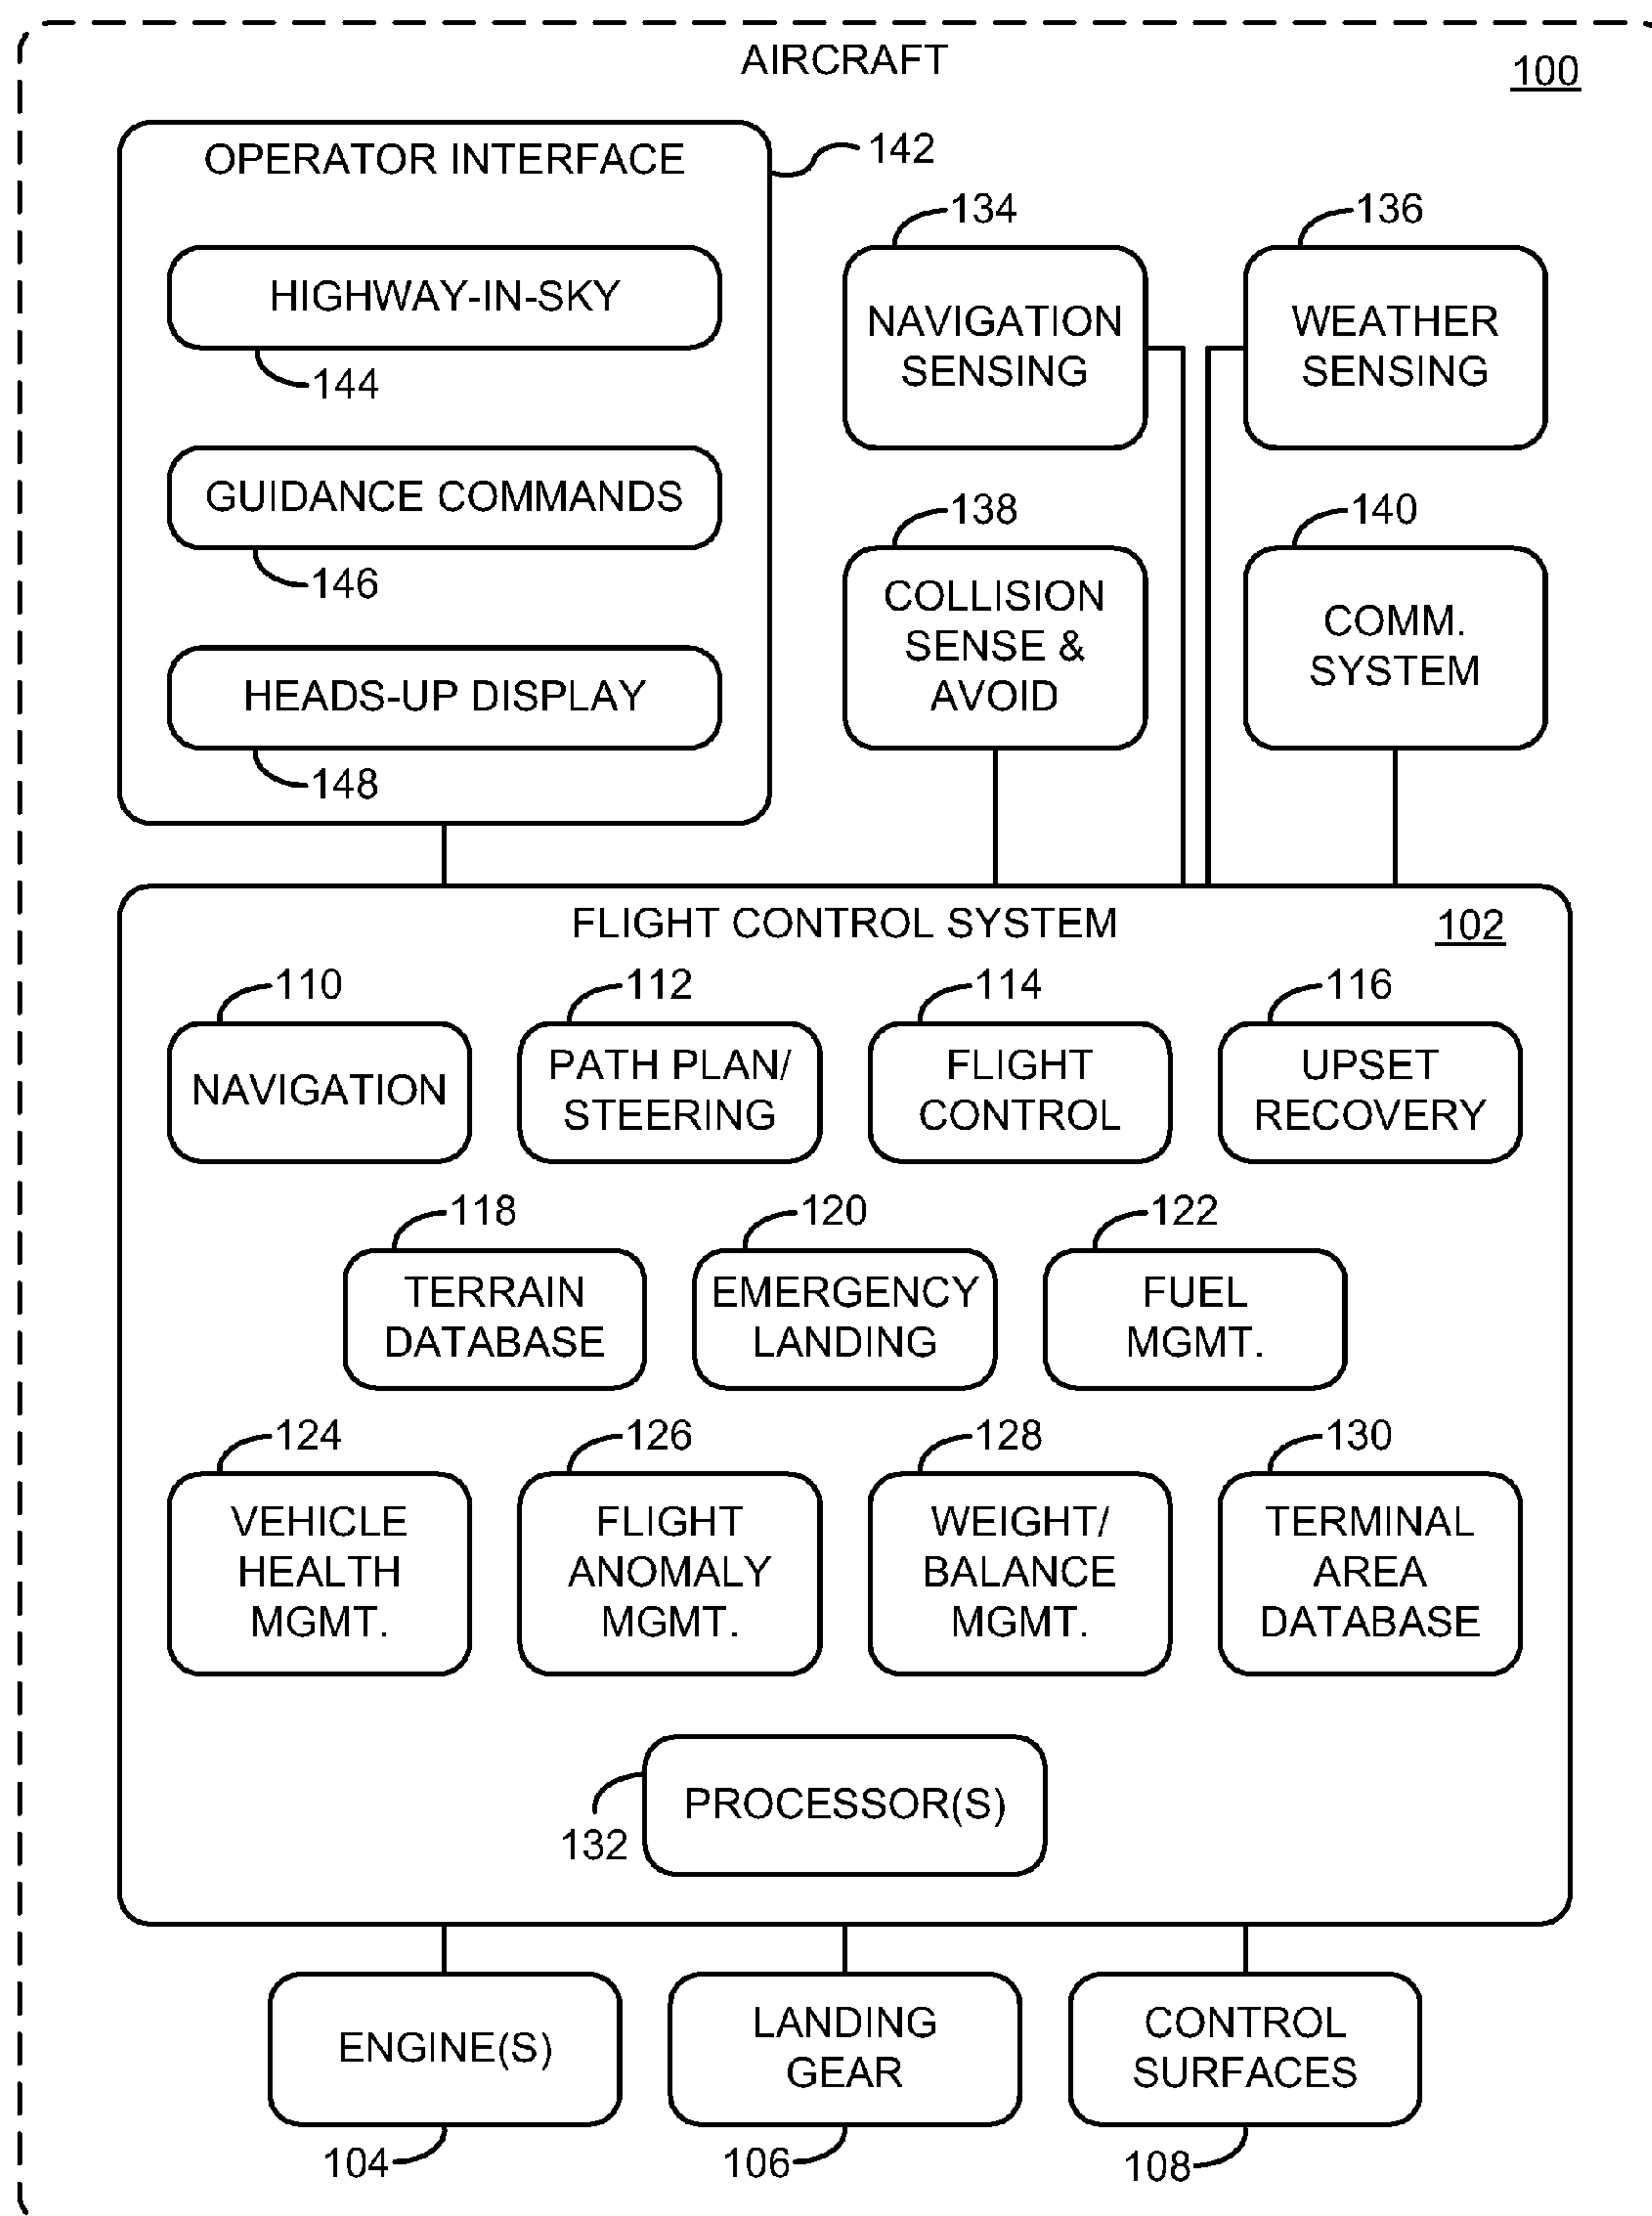 AIRCRAFT
100
OPERATOR INTERFACE
142
HIGHWAY-IN-SKY
144
GUIDANCE COMMANDS
146
HEADS-UP DISPLAY
148
134
NAVIGATION
SENSING
136
WEATHER
SENSING
138
COLLISION
SENSE &
AVOID
140
COMM.
SYSTEM
FLIGHT CONTROL SYSTEM
102
110
NAVIGATION
112
PATH PLAN/
STEERING
114
FLIGHT
CONTROL
116
UPSET
RECOVERY
118
TERRAIN
DATABASE
120
EMERGENCY
LANDING
122
FUEL
MGMT.
124
VEHICLE
HEALTH
MGMT.
126
FLIGHT
ANOMALY
MGMT.
128
WEIGHT/
BALANCE
MGMT.
130
TERMINAL
AREA
DATABASE
PROCESSOR(S)
132
ENGINE(S)
104
LANDING
GEAR
106
CONTROL
SURFACES
108